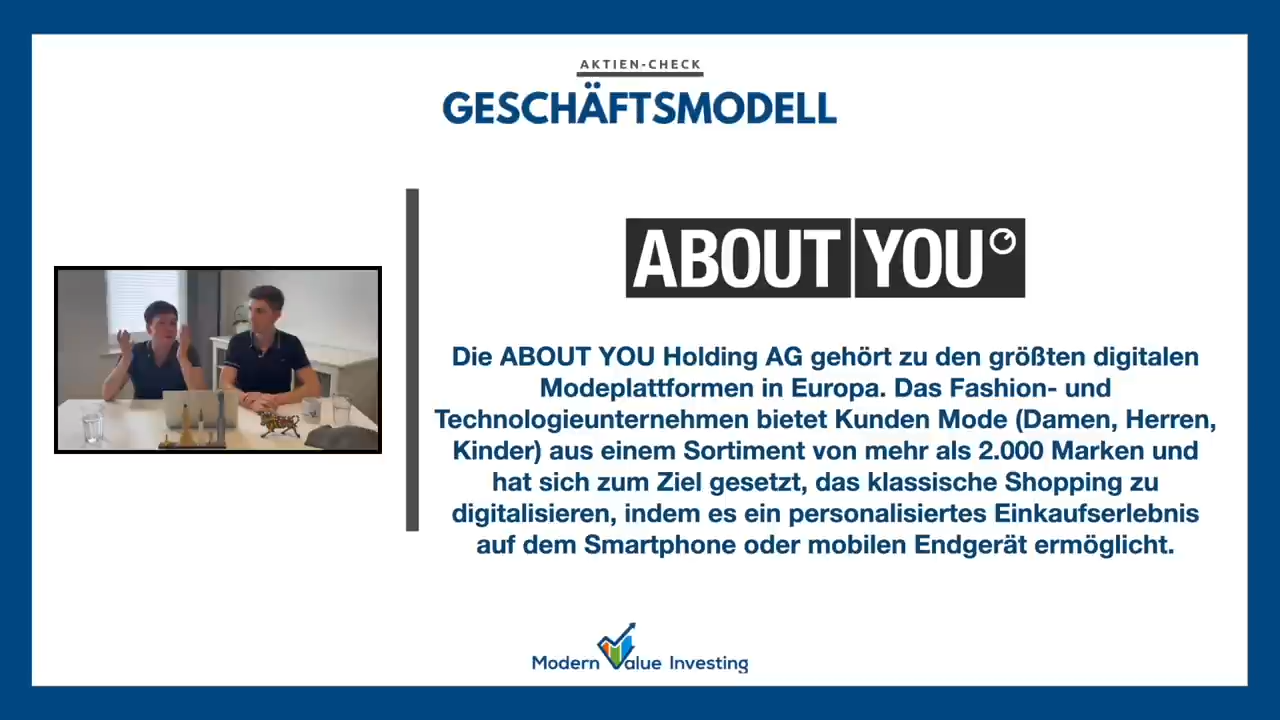 AKTIEN-CHECK
GESCHÄFTSMODELL
ABOUT YOU
Die ABOUT YOU Holding AG gehört zu den größten digitalen
Modeplattformen in Europa. Das Fashion- und
Technologieunternehmen bietet Kunden Mode (Damen, Herren,
Kinder) aus einem Sortiment von mehr als 2.000 Marken und
hat sich zum Ziel gesetzt, das klassische Shopping zu
digitalisieren, indem es ein personalisiertes Einkaufserlebnis
auf dem Smartphone oder mobilen Endgerät ermöglicht.
Modern Value Investing